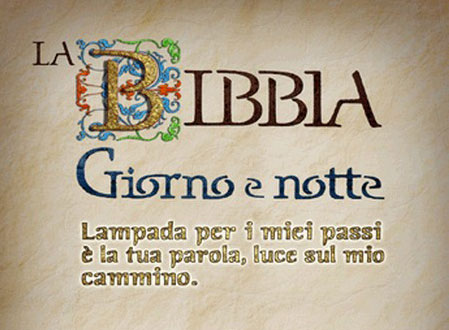 LA BIBBIA
Giorno e notte
Lampada per i miei passi
è la tua parola, luce sul mio
cammino.